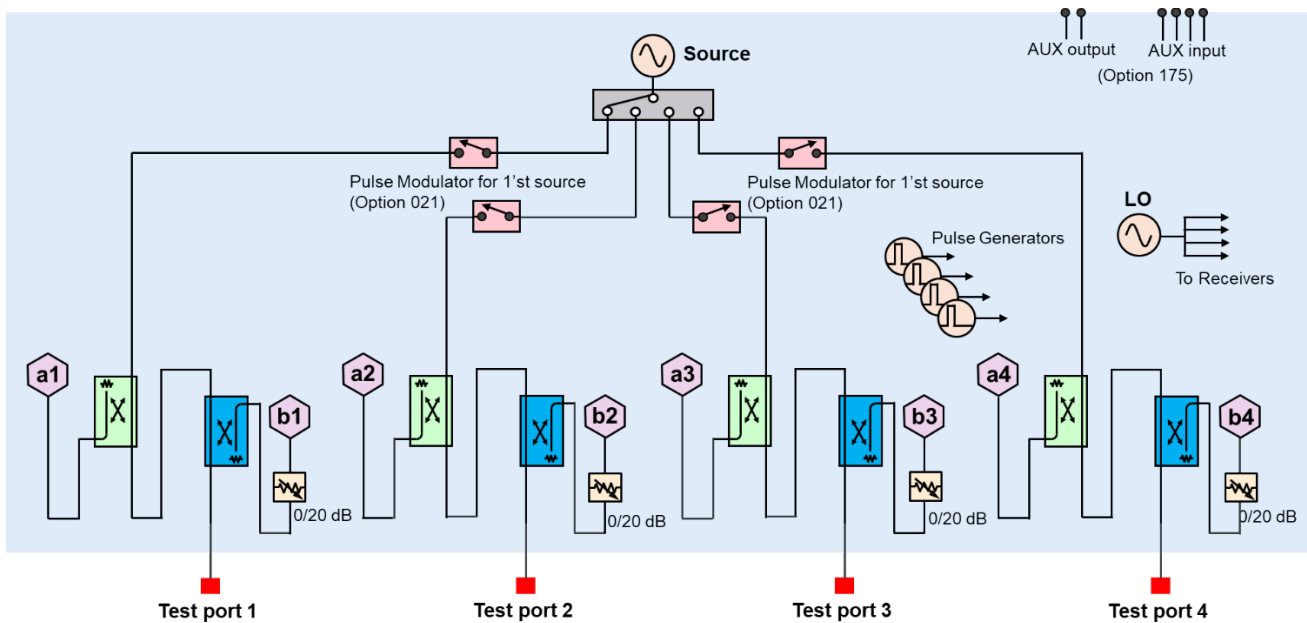 Source
AUX output
AUX input
(Option 175)
Pulse Modulator for 1'st source
(Option 021)
Pulse Modulator for 1'st source
(Option 021)
LO
Pulse Generators
To Receivers
a1
b1
0/20 dB
a2
b2
0/20 dB
a3
b3
0/20 dB
a4
b4
0/20 dB
Test port 1
Test port 2
Test port 3
Test port 4